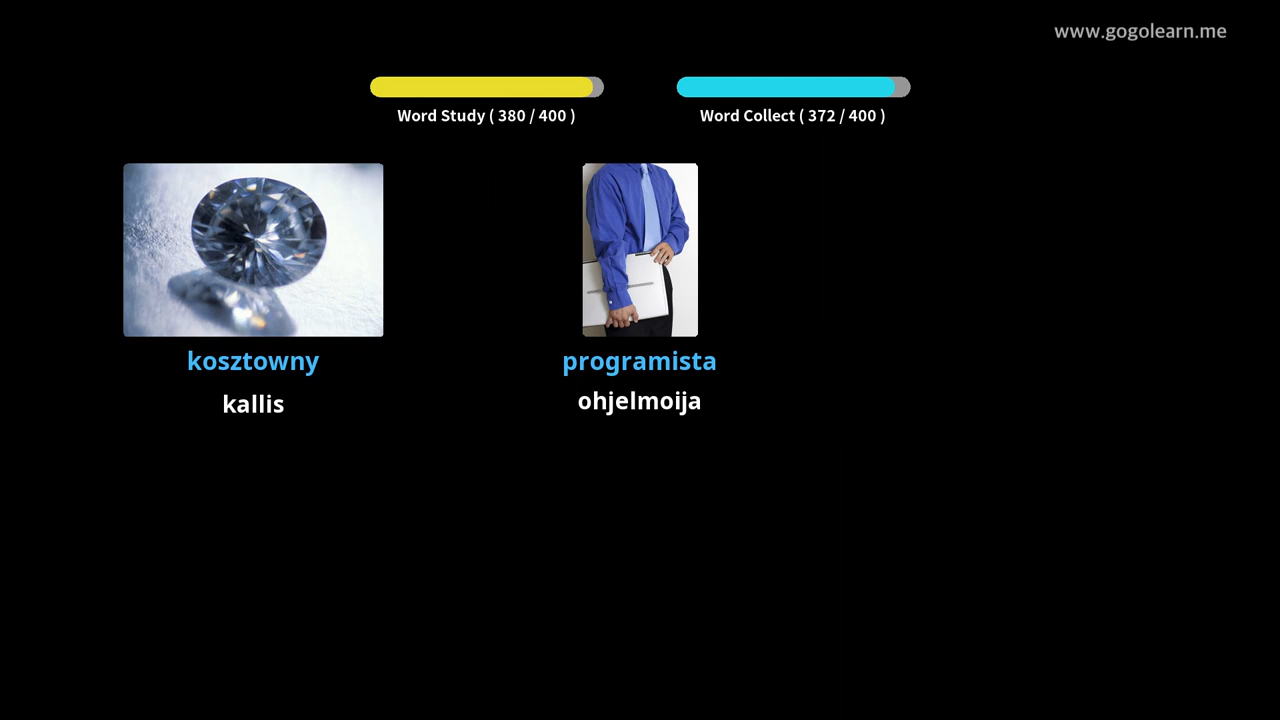 www.gogolearn.me
Word Study ( 380 / 400 )
Word Collect ( 372 / 400 )
kosztowny
kallis
programista
ohjelmoija